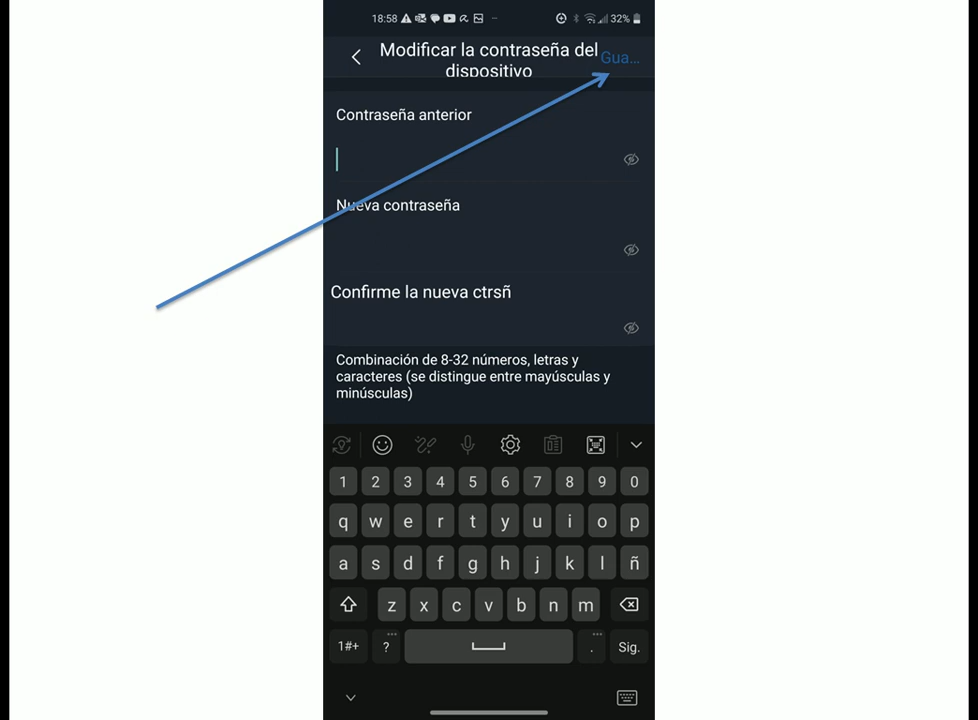 18:58 32%
Modificar la contraseña del
dispositivo
Gua...
Contraseña anterior
Nueva contraseña
Confirme la nueva ctrsñ
Combinación de 8-32 números, letras y
caracteres (se distingue entre mayúsculas y
minúsculas)
1 2 3 4 5 6 7 8 9 0
q w e r t y u i o p
a s d f g h j k l ñ
z x c v b n m
1#+ ? . Sig.